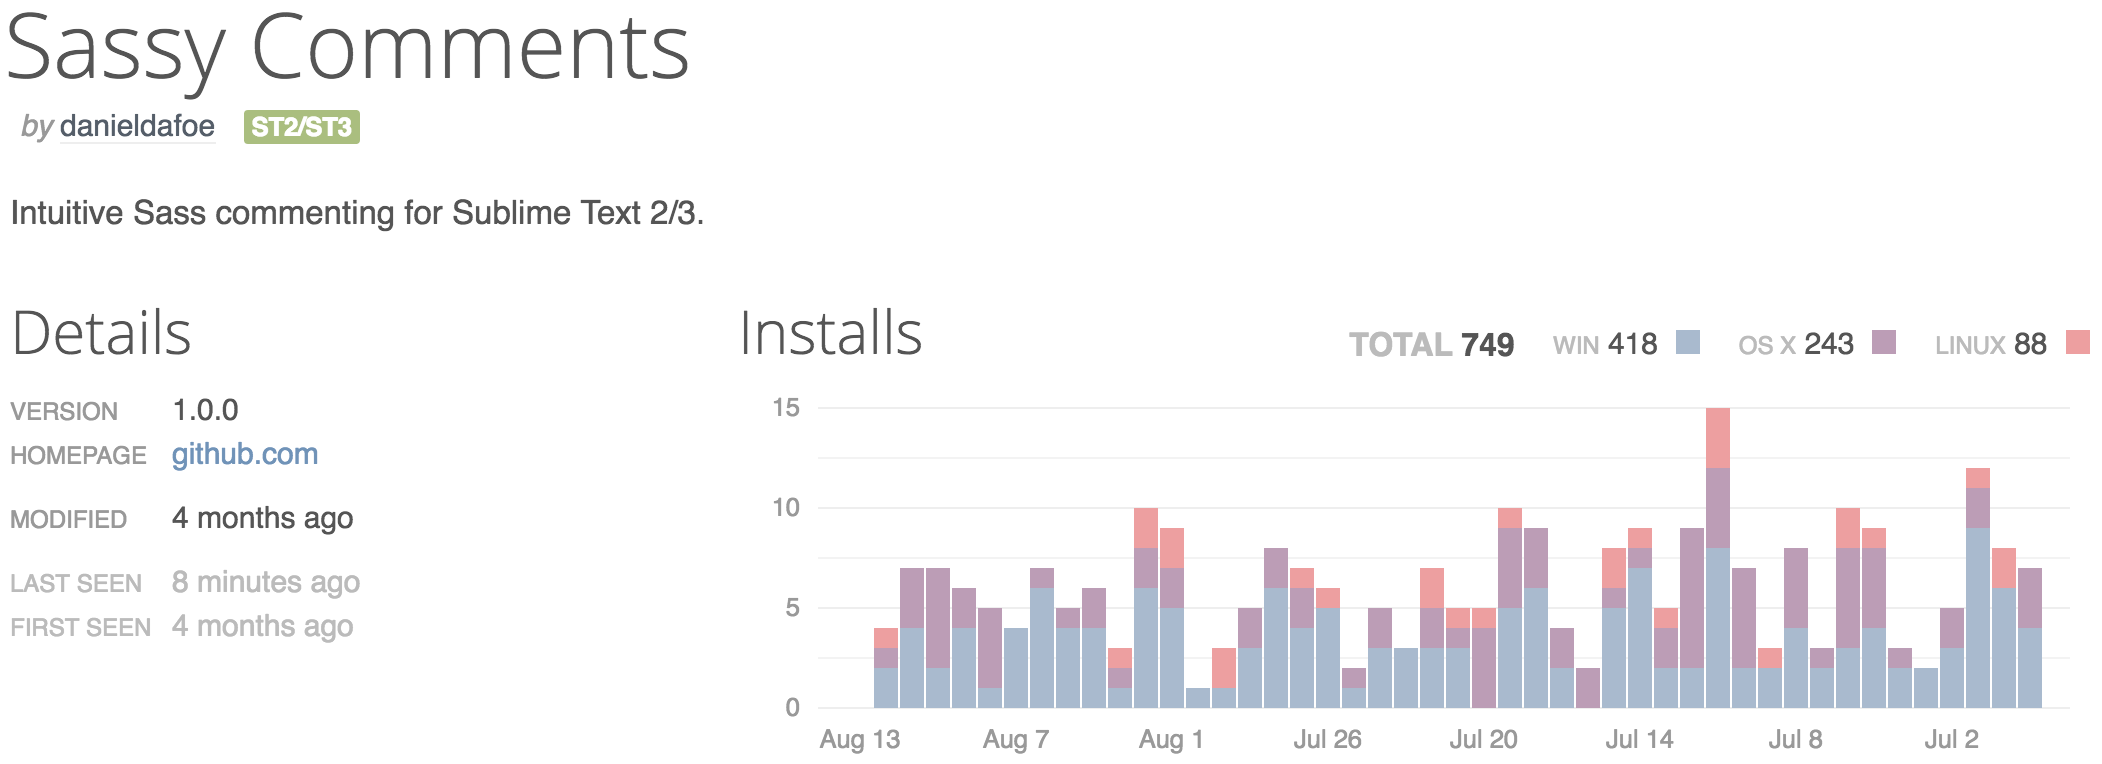 Sassy Comments
by danieldafoe ST2/ST3
Intuitive Sass commenting for Sublime Text 2/3.
Details
VERSION 1.0.0
HOMEPAGE github.com
MODIFIED 4 months ago
LAST SEEN 8 minutes ago
FIRST SEEN 4 months ago
Installs
TOTAL 749 WIN 418 OS X 243 LINUX 88
15
10
5
0
Aug 13 Aug 7 Aug 1 Jul 26 Jul 20 Jul 14 Jul 8 Jul 2